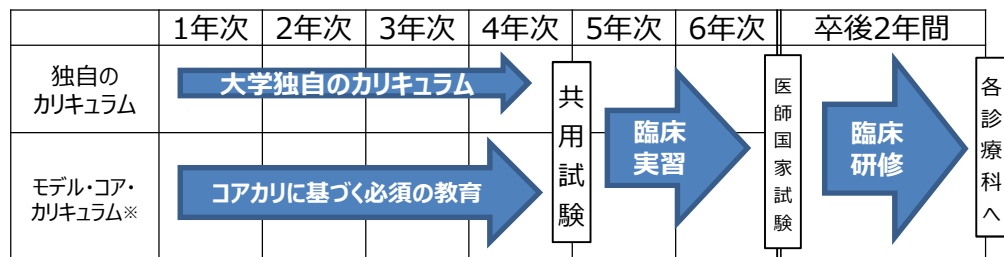 1年次 2年次 3年次 4年次 5年次 6年次 卒後2年間
独自の
カリキュラム
大学独自のカリキュラム
モデル・コア・
カリキュラム※
コアカリに基づく必須の教育
共用試験
臨床
実習
医師国家試験
臨床
研修
各診療科へ